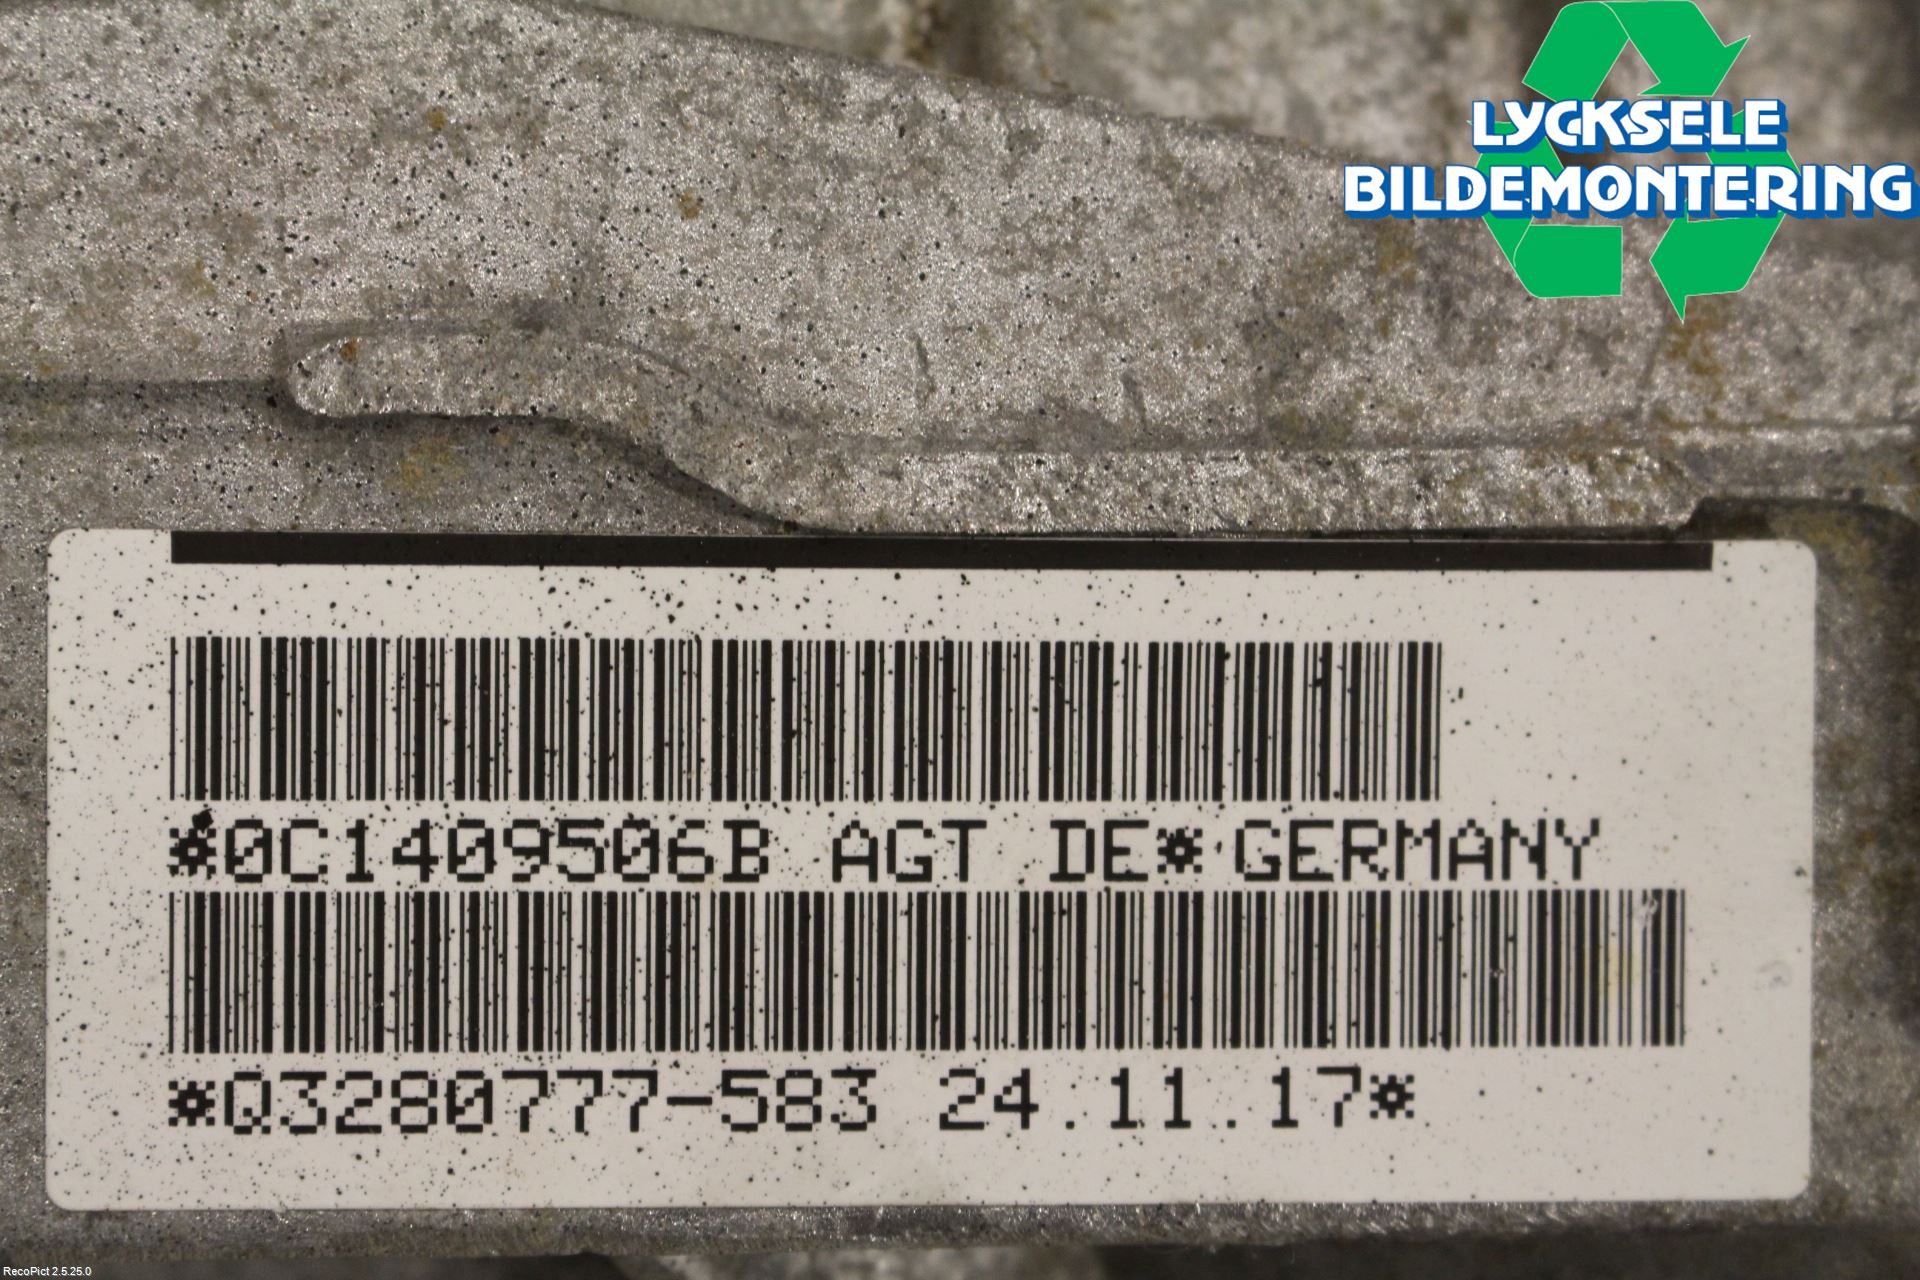 LYCKSELE
BILDEMONTERING
*0C1409506B AGT DE* GERMANY
*Q3280777-583 24.11.17*
RecoPict 2.5.25.0